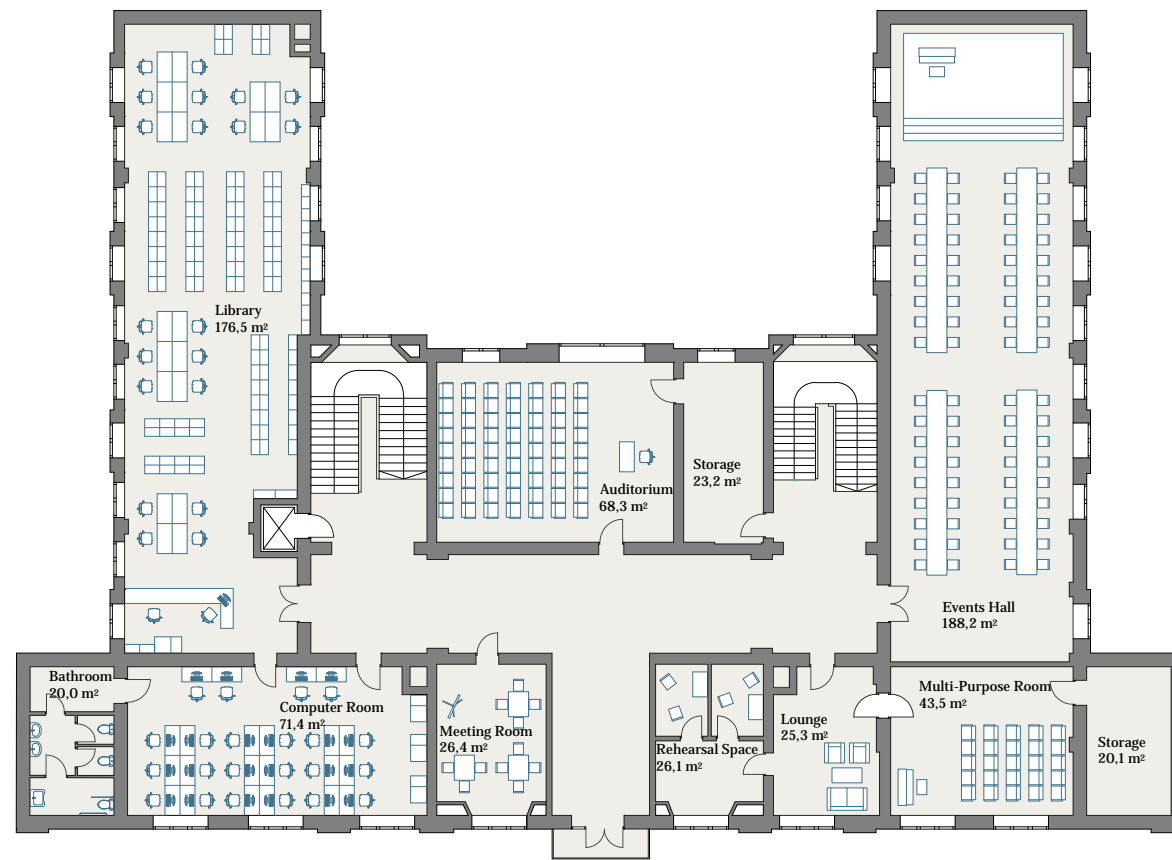 Library
176,5 m²
Storage
23,2 m²
Auditorium
68,3 m²
Events Hall
188,2 m²
Bathroom
20,0 m²
Computer Room
71,4 m²
Meeting Room
26,4 m²
Rehearsal Space
26,1 m²
Lounge
25,3 m²
Multi-Purpose Room
43,5 m²
Storage
20,1 m²